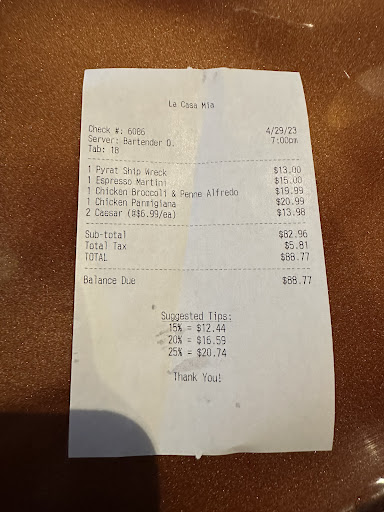 La Casa Mia
Check #: 6086 4/29/23
Server: Bartender D. 7:00pm
Tab: 1B
1 Pyrat Ship Wreck $13.00
1 Espresso Martini $15.00
1 Chicken Broccoli & Penne Alfredo $19.99
1 Chicken Parmigiana $20.99
2 Caesar (@$6.99/ea) $13.98
Sub-total $82.96
Total Tax $5.81
TOTAL $88.77
Balance Due $88.77
Suggested Tips:
15% = $12.44
20% = $16.59
25% = $20.74
Thank You!